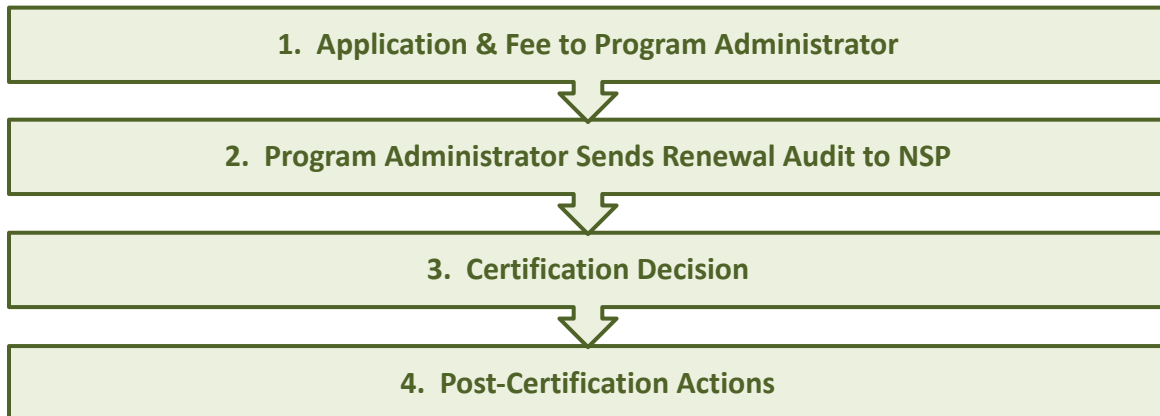 1. Application & Fee to Program Administrator
2. Program Administrator Sends Renewal Audit to NSP
3. Certification Decision
4. Post-Certification Actions